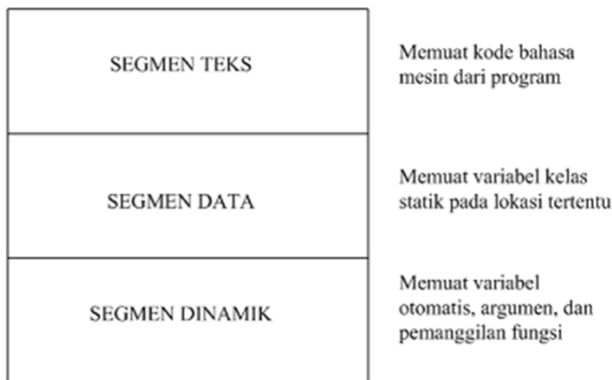 SEGMEN TEKS
Memuat kode bahasa
mesin dari program
SEGMEN DATA
Memuat variabel kelas
statik pada lokasi tertentu
SEGMEN DINAMIK
Memuat variabel
otomatis, argumen, dan
pemanggilan fungsi